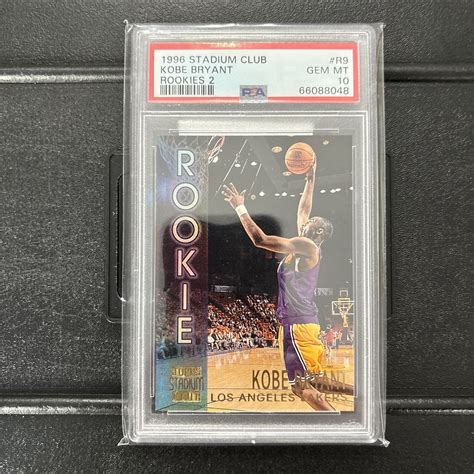 1996 STADIUM CLUB #R9
KOBE BRYANT GEM MT
ROOKIES 2 10
PSA 66088048
ROOKIE
STADIUM
KOBE BRYANT
LOS ANGELES LAKERS